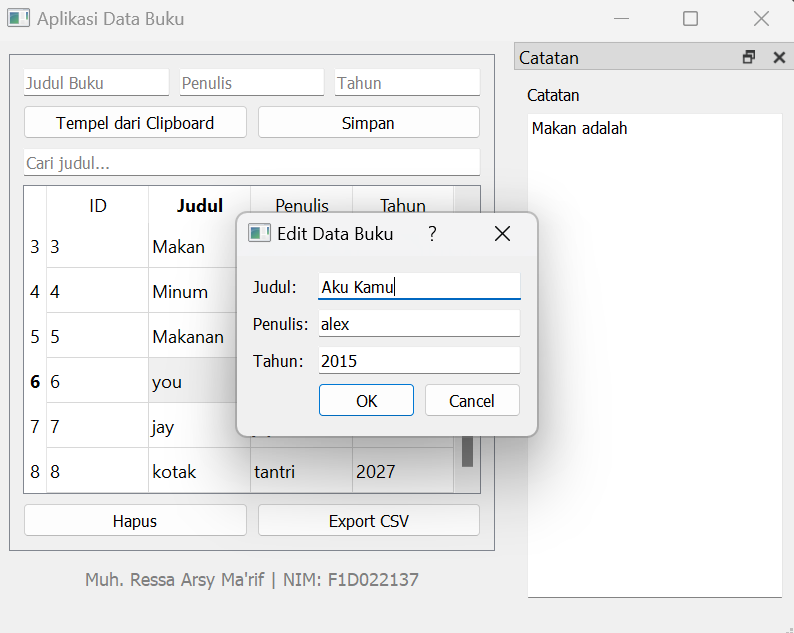 Aplikasi Data Buku
Catatan
Judul Buku Penulis Tahun
Catatan
Tempel dari Clipboard Simpan
Makan adalah
Cari judul...
ID Judul Penulis Tahun
Edit Data Buku ?
3 3 Makan
Judul: Aku Kamu
4 4 Minum
Penulis: alex
5 5 Makanan
Tahun: 2015
6 6 you
OK Cancel
7 7 jay
8 8 kotak tantri 2027
Hapus Export CSV
Muh. Ressa Arsy Ma'rif | NIM: F1D022137